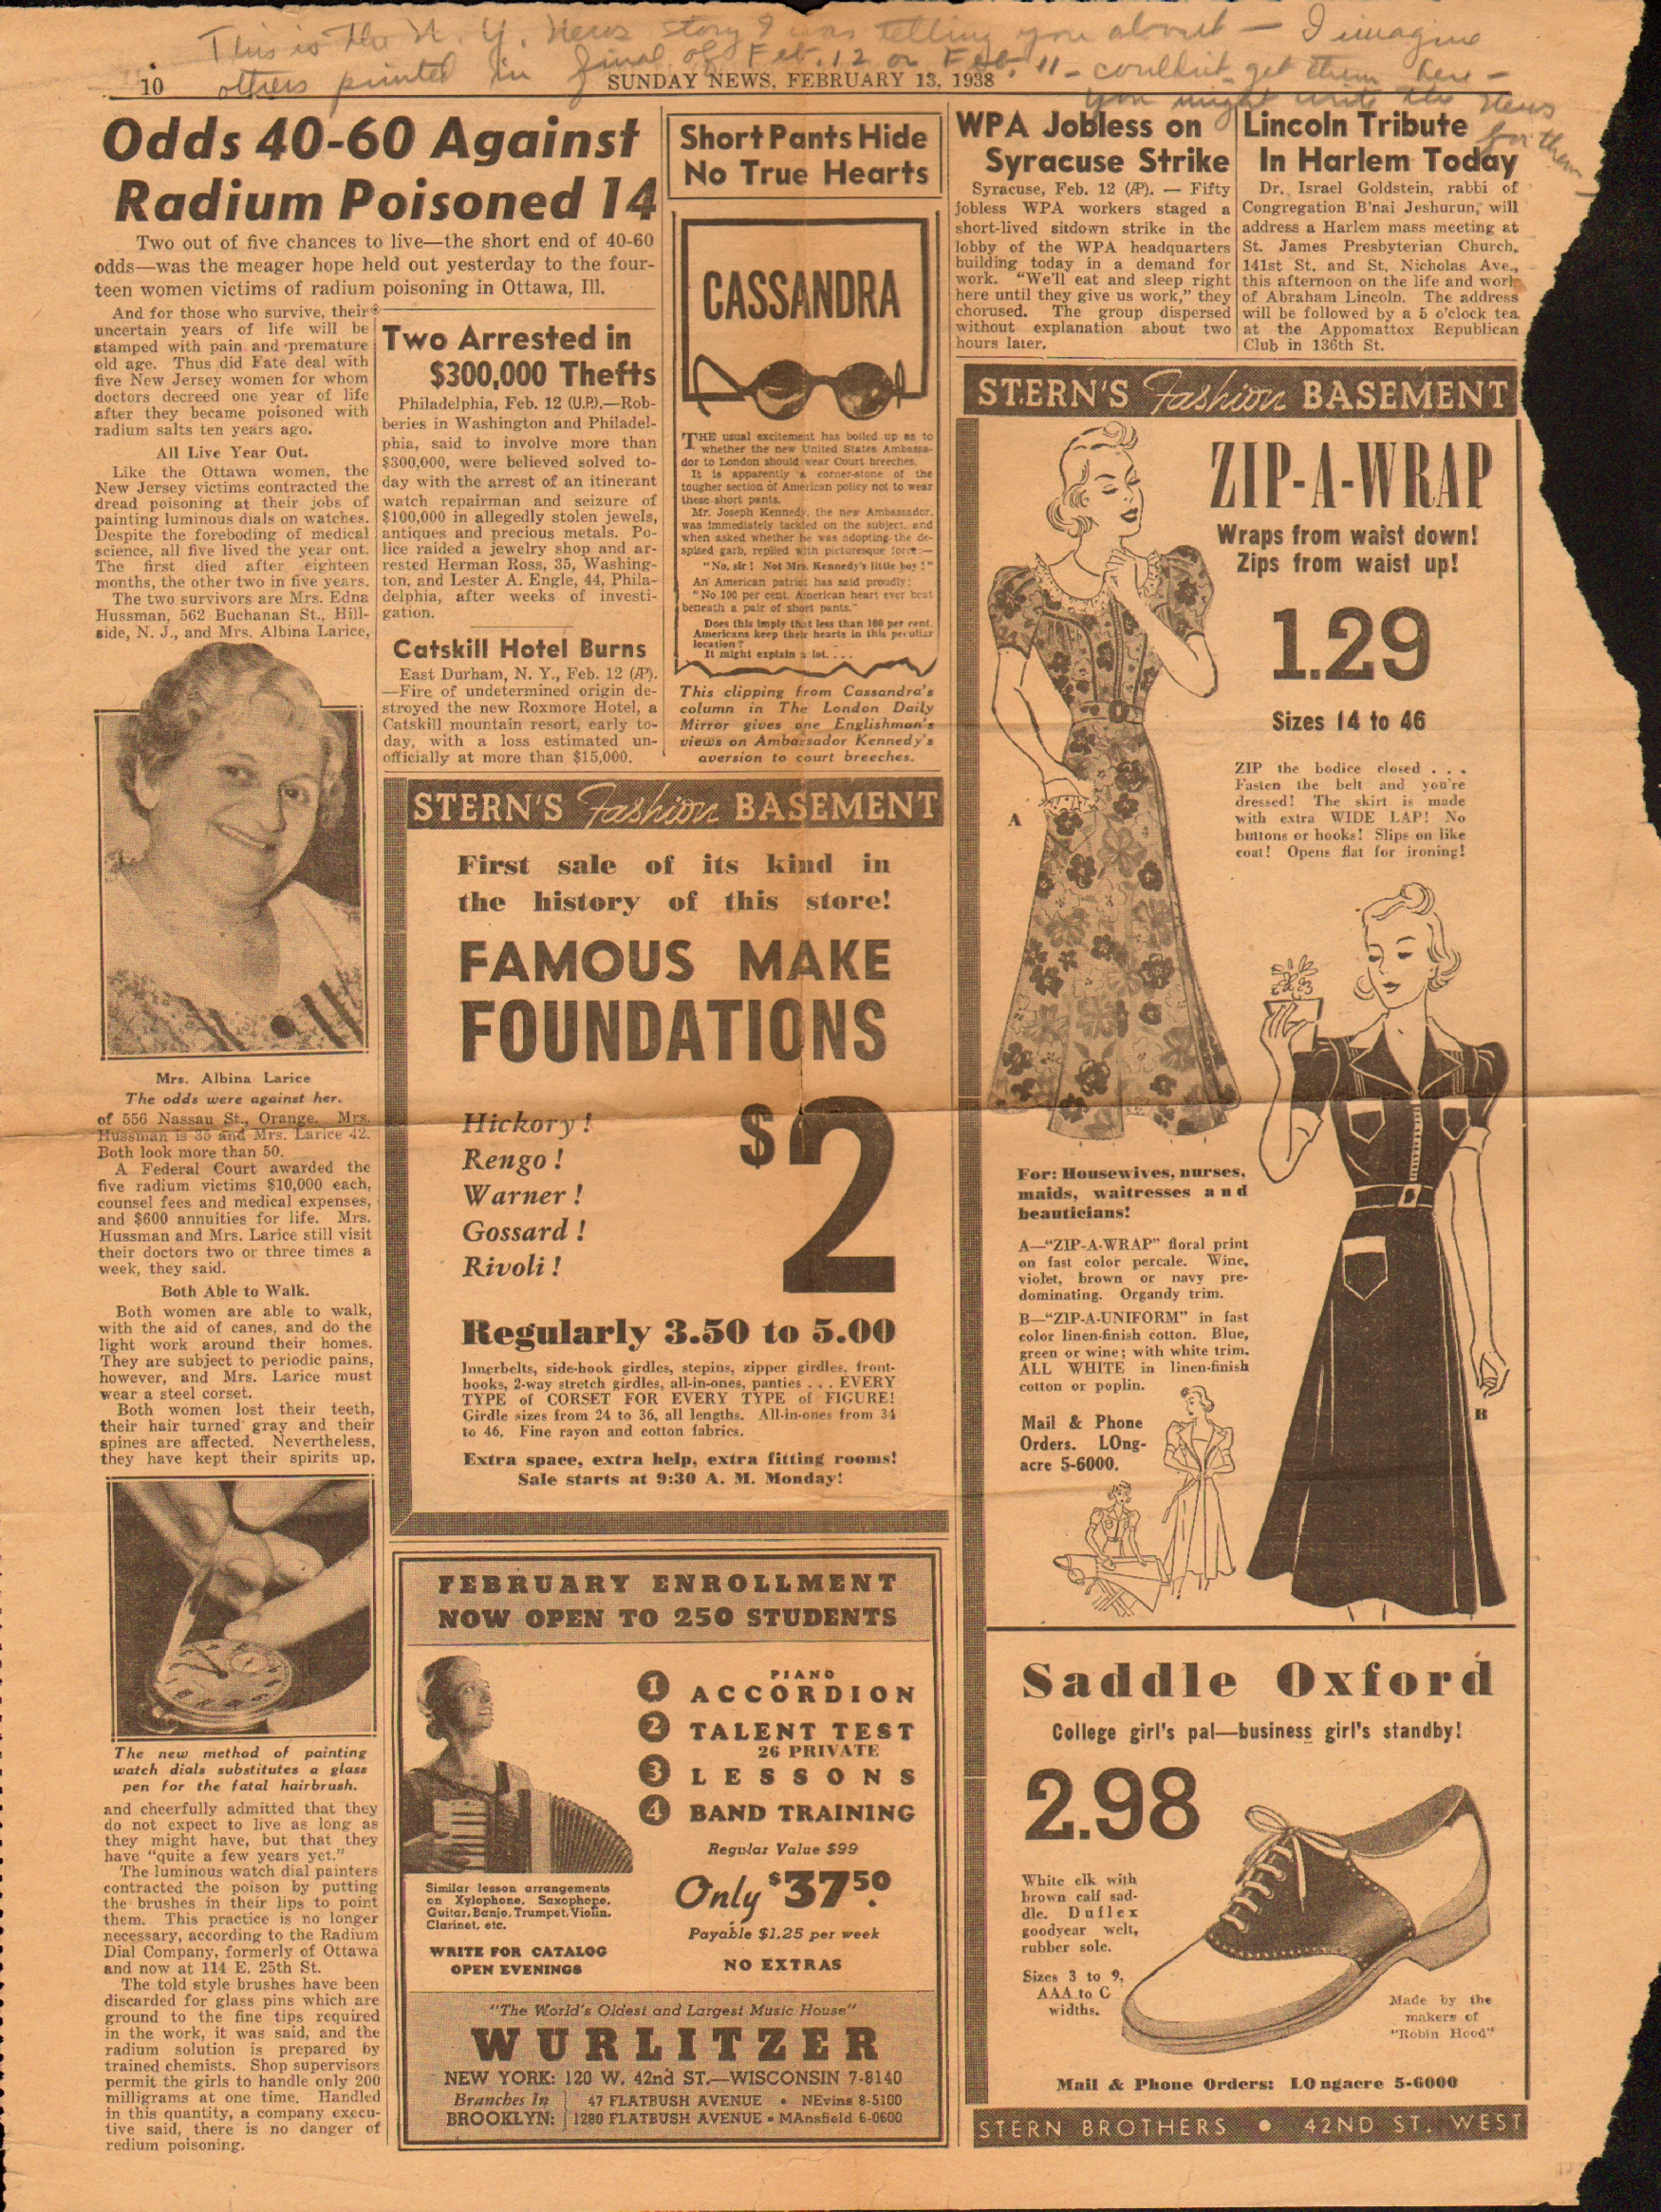 This is the N. Y. News story I was telling you about — I imagine
others printed in final of Feb. 12 or Feb. 11 - couldn't get them here -
you might write the News
for them
10
SUNDAY NEWS, FEBRUARY 13, 1938
Odds 40-60 Against
Radium Poisoned 14
Two out of five chances to live—the short end of 40-60
odds—was the meager hope held out yesterday to the four-
teen women victims of radium poisoning in Ottawa, Ill.
And for those who survive, their
uncertain years of life will be
stamped with pain and premature
old age. Thus did Fate deal with
five New Jersey women for whom
doctors decreed one year of life
after they became poisoned with
radium salts ten years ago.
All Live Year Out.
Like the Ottawa women, the
New Jersey victims contracted the
dread poisoning at their jobs of
painting luminous dials on watches.
Despite the foreboding of medical
science, all five lived the year out.
The first died after eighteen
months, the other two in five years.
The two survivors are Mrs. Edna
Hussman, 562 Buchanan St., Hill-
side, N. J., and Mrs. Albina Larice,
Mrs. Albina Larice
The odds were against her.
of 556 Nassau St., Orange. Mrs.
Hussman is 35 and Mrs. Larice 42.
Both look more than 50.
A Federal Court awarded the
five radium victims $10,000 each,
counsel fees and medical expenses,
and $600 annuities for life. Mrs.
Hussman and Mrs. Larice still visit
their doctors two or three times a
week, they said.
Both Able to Walk.
Both women are able to walk,
with the aid of canes, and do the
light work around their homes.
They are subject to periodic pains,
however, and Mrs. Larice must
wear a steel corset.
Both women lost their teeth,
their hair turned gray and their
spines are affected. Nevertheless,
they have kept their spirits up,
The new method of painting
watch dials substitutes a glass
pen for the fatal hairbrush.
and cheerfully admitted that they
do not expect to live as long as
they might have, but that they
have "quite a few years yet."
The luminous watch dial painters
contracted the poison by putting
the brushes in their lips to point
them. This practice is no longer
necessary, according to the Radium
Dial Company, formerly of Ottawa
and now at 114 E. 25th St.
The told style brushes have been
discarded for glass pins which are
ground to the fine tips required
in the work, it was said, and the
radium solution is prepared by
trained chemists. Shop supervisors
permit the girls to handle only 200
milligrams at one time. Handled
in this quantity, a company execu-
tive said, there is no danger of
redium poisoning.
Two Arrested in
$300,000 Thefts
Philadelphia, Feb. 12 (U.P.).—Rob-
beries in Washington and Philadel-
phia, said to involve more than
$300,000, were believed solved to-
day with the arrest of an itinerant
watch repairman and seizure of
$100,000 in allegedly stolen jewels,
antiques and precious metals. Po-
lice raided a jewelry shop and ar-
rested Herman Ross, 35, Washing-
ton, and Lester A. Engle, 44, Phila-
delphia, after weeks of investi-
gation.
Catskill Hotel Burns
East Durham, N. Y., Feb. 12 (AP).
—Fire of undetermined origin de-
stroyed the new Roxmore Hotel, a
Catskill mountain resort, early to-
day, with a loss estimated un-
officially at more than $15,000.
Short Pants Hide
No True Hearts
CASSANDRA
THE usual excitement has boiled up as to
whether the new United States Ambassa-
dor to London should wear Court breeches.
It is apparently a corner-stone of the
tougher section of American policy not to wear
these short pants.
Mr. Joseph Kennedy, the new Ambassador,
was immediately tackled on the subject, and
when asked whether he was adopting the de-
spised garb, replied with picturesque force:—
"No, sir! Not Mrs. Kennedy's little boy!"
An American patriot has said proudly:
"No 100 per cent. American heart ever beat
beneath a pair of short pants."
Does this imply that less than 100 per cent.
Americans keep their hearts in this peculiar
location?
It might explain a lot. . . .
This clipping from Cassandra's
column in The London Daily
Mirror gives one Englishman's
views on Ambassador Kennedy's
aversion to court breeches.
WPA Jobless on
Syracuse Strike
Syracuse, Feb. 12 (AP). — Fifty
jobless WPA workers staged a
short-lived sitdown strike in the
lobby of the WPA headquarters
building today in a demand for
work. "We'll eat and sleep right
here until they give us work," they
chorused. The group dispersed
without explanation about two
hours later.
Lincoln Tribute
In Harlem Today
Dr. Israel Goldstein, rabbi of
Congregation B'nai Jeshurun, will
address a Harlem mass meeting at
St. James Presbyterian Church,
141st St. and St. Nicholas Ave.,
this afternoon on the life and work
of Abraham Lincoln. The address
will be followed by a 5 o'clock tea
at the Appomattox Republican
Club in 136th St.
STERN'S Fashion BASEMENT
First sale of its kind in
the history of this store!
FAMOUS MAKE
FOUNDATIONS
Hickory!
Rengo!
Warner!
Gossard!
Rivoli!
$2
Regularly 3.50 to 5.00
Innerbelts, side-hook girdles, stepins, zipper girdles, front-
hooks, 2-way stretch girdles, all-in-ones, panties . . . EVERY
TYPE of CORSET FOR EVERY TYPE of FIGURE!
Girdle sizes from 24 to 36, all lengths. All-in-ones from 34
to 46. Fine rayon and cotton fabrics.
Extra space, extra help, extra fitting rooms!
Sale starts at 9:30 A. M. Monday!
FEBRUARY ENROLLMENT
NOW OPEN TO 250 STUDENTS
1 PIANO
ACCORDION
2 TALENT TEST
26 PRIVATE
3 LESSONS
4 BAND TRAINING
Regular Value $99
Only $37.50
Payable $1.25 per week
NO EXTRAS
Similar lesson arrangements
on Xylophone, Saxophone,
Guitar, Banjo, Trumpet, Violin,
Clarinet, etc.
WRITE FOR CATALOG
OPEN EVENINGS
"The World's Oldest and Largest Music House"
WURLITZER
NEW YORK: 120 W. 42nd ST.—WISCONSIN 7-8140
Branches In 47 FLATBUSH AVENUE • NEvins 8-5100
BROOKLYN: 1280 FLATBUSH AVENUE • MAnsfield 6-0600
STERN'S Fashion BASEMENT
ZIP-A-WRAP
Wraps from waist down!
Zips from waist up!
1.29
Sizes 14 to 46
ZIP the bodice closed . . .
Fasten the belt and you're
dressed! The skirt is made
with extra WIDE LAP! No
buttons or hooks! Slips on like
coat! Opens flat for ironing!
A
For: Housewives, nurses,
maids, waitresses and
beauticians!
A—"ZIP-A-WRAP" floral print
on fast color percale. Wine,
violet, brown or navy pre-
dominating. Organdy trim.
B—"ZIP-A-UNIFORM" in fast
color linen-finish cotton. Blue,
green or wine; with white trim.
ALL WHITE in linen-finish
cotton or poplin.
Mail & Phone
Orders. LOng-
acre 5-6000.
B
Saddle Oxford
College girl's pal—business girl's standby!
2.98
White elk with
brown calf sad-
dle. Duflex
goodyear welt,
rubber sole.
Sizes 3 to 9,
AAA to C
widths.
Made by the
makers of
"Robin Hood"
Mail & Phone Orders: LOngacre 5-6000
STERN BROTHERS • 42ND ST. WEST